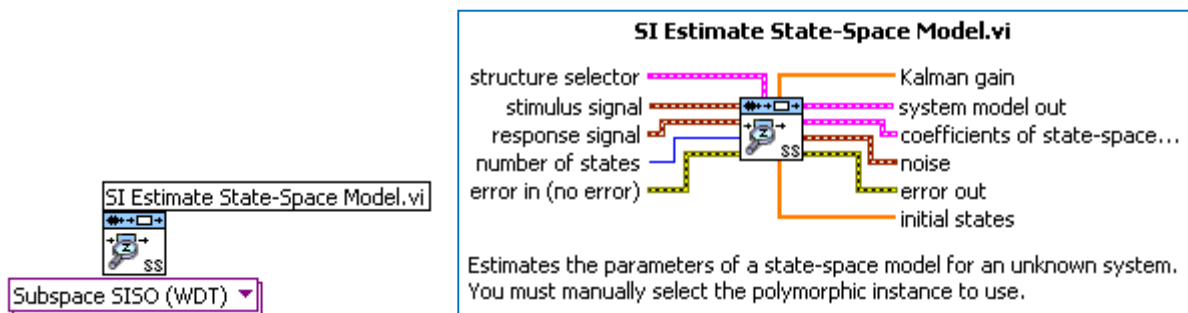 SI Estimate State-Space Model.vi
SS
Subspace SISO (WDT)
SI Estimate State-Space Model.vi
structure selector
stimulus signal
response signal
number of states
error in (no error)
Z
SS
Kalman gain
system model out
coefficients of state-space...
noise
error out
initial states
Estimates the parameters of a state-space model for an unknown system.
You must manually select the polymorphic instance to use.